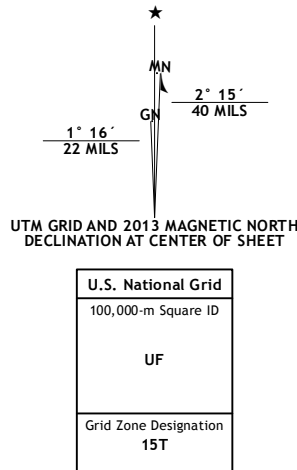 ★
MN
GN
2° 15´
40 MILS
1° 16´
22 MILS
UTM GRID AND 2013 MAGNETIC NORTH
DECLINATION AT CENTER OF SHEET
U.S. National Grid
100,000-m Square ID
UF
Grid Zone Designation
15T